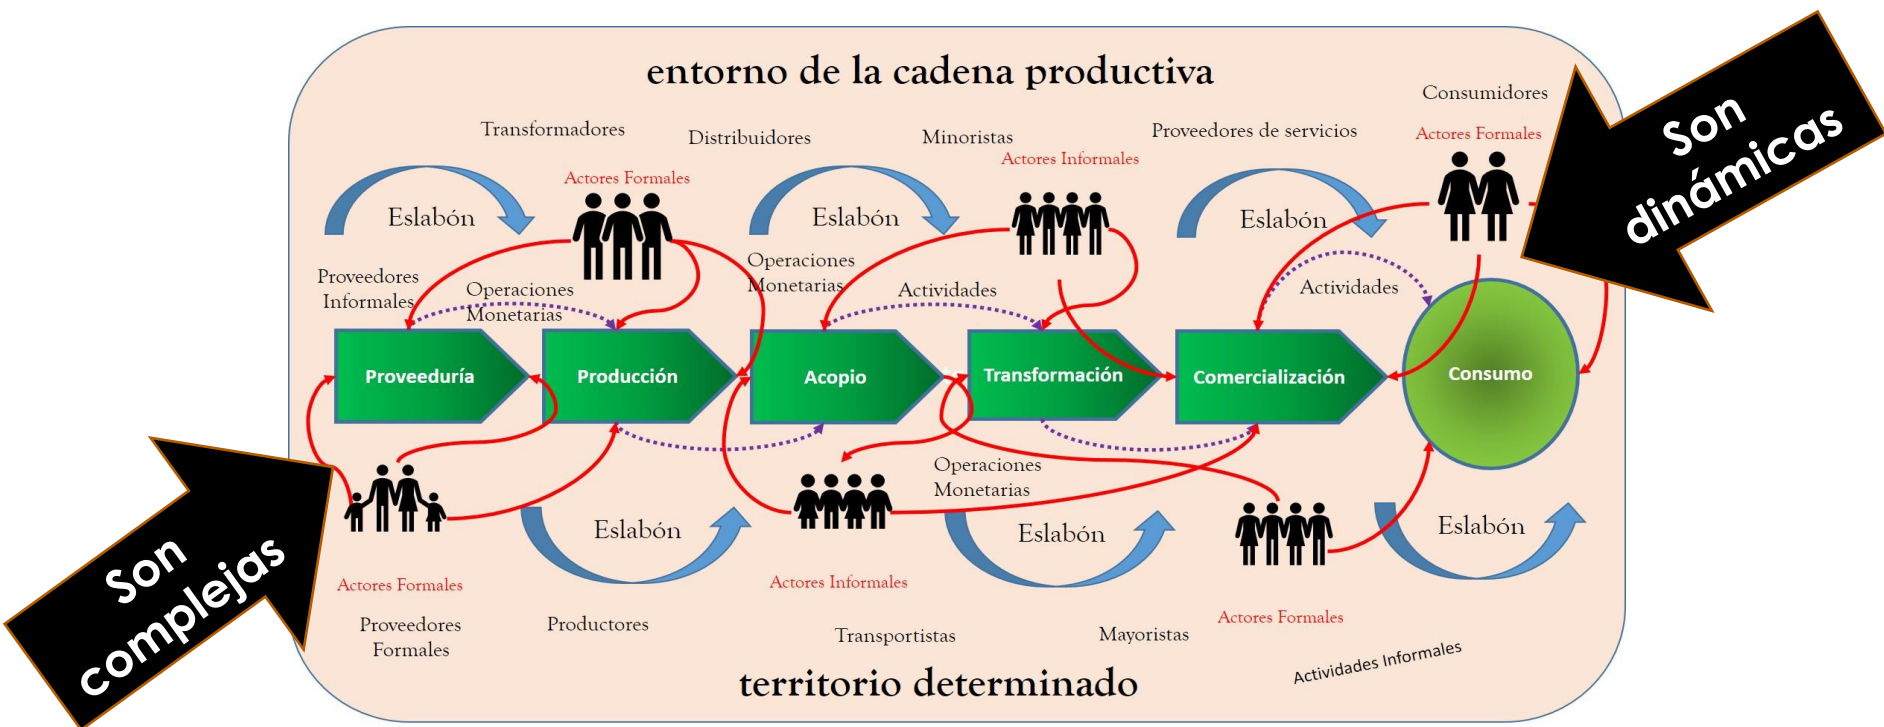 entorno de la cadena productiva
Consumidores
Transformadores
Distribuidores
Minoristas
Proveedores de servicios
Actores Formales
Actores Informales
Actores Formales
Son
dinámicas
Eslabón
Eslabón
Eslabón
Proveedores
Informales
Operaciones
Monetarias
Operaciones
Monetarias
Actividades
Actividades
Proveeduría
Producción
Acopio
Transformación
Comercialización
Consumo
Son
complejas
Operaciones
Monetarias
Eslabón
Eslabón
Eslabón
Actores Formales
Actores Informales
Actores Formales
Proveedores
Formales
Productores
Transportistas
Mayoristas
Actividades Informales
territorio determinado